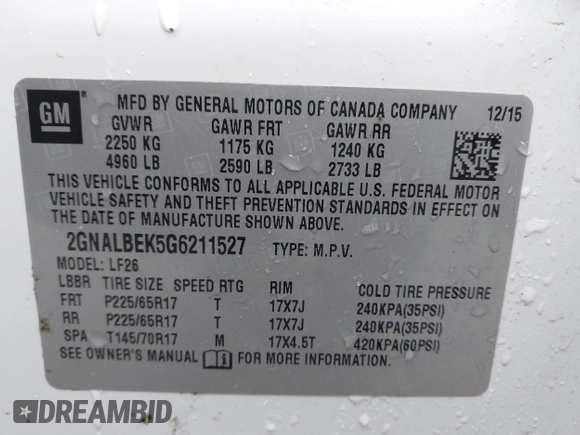 GM ®
MFD BY GENERAL MOTORS OF CANADA COMPANY 12/15
GVWR GAWR FRT GAWR RR
2250 KG 1175 KG 1240 KG
4960 LB 2590 LB 2733 LB
THIS VEHICLE CONFORMS TO ALL APPLICABLE U.S. FEDERAL MOTOR
VEHICLE SAFETY AND THEFT PREVENTION STANDARDS IN EFFECT ON
THE DATE OF MANUFACTURE SHOWN ABOVE.
2GNALBEK5G6211527 TYPE: M.P.V.
MODEL: LF26
LBBR TIRE SIZE SPEED RTG RIM COLD TIRE PRESSURE
FRT P225/65R17 T 17X7J 240KPA(35PSI)
RR P225/65R17 T 17X7J 240KPA(35PSI)
SPA T145/70R17 M 17X4.5T 420KPA(60PSI)
SEE OWNER'S MANUAL FOR MORE INFORMATION.
DREAMBID